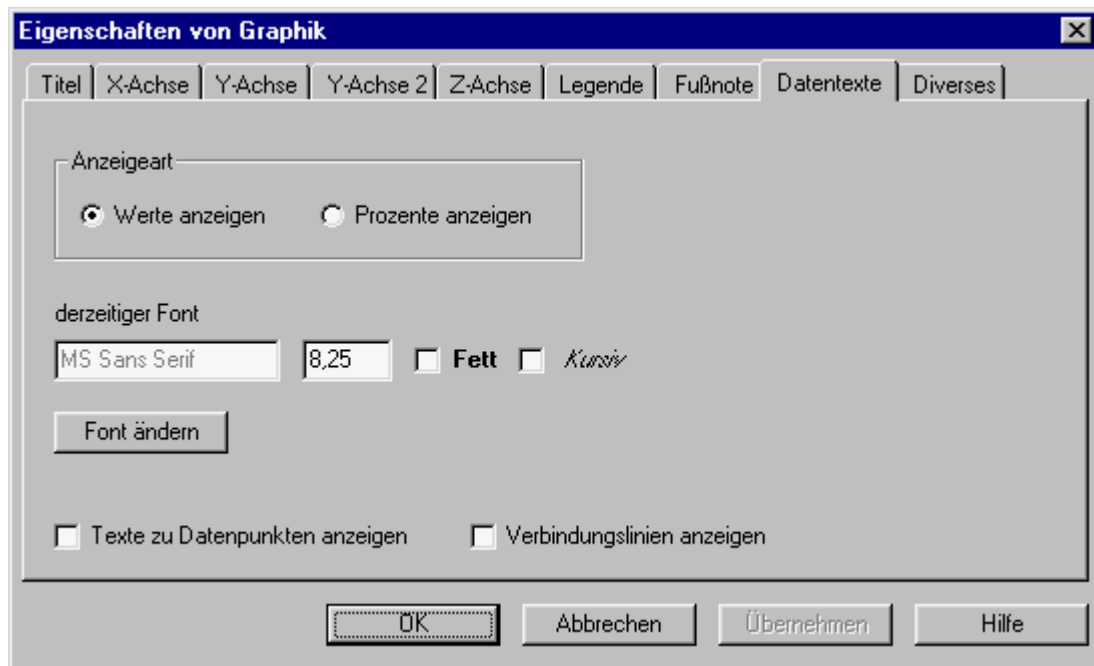 Eigenschaften von Graphik
Titel X-Achse Y-Achse Y-Achse 2 Z-Achse Legende Fußnote Datentexte Diverses
Anzeigeart
Werte anzeigen Prozente anzeigen
derzeitiger Font
MS Sans Serif 8,25 Fett Kursiv
Font ändern
Texte zu Datenpunkten anzeigen Verbindungslinien anzeigen
OK Abbrechen Übernehmen Hilfe